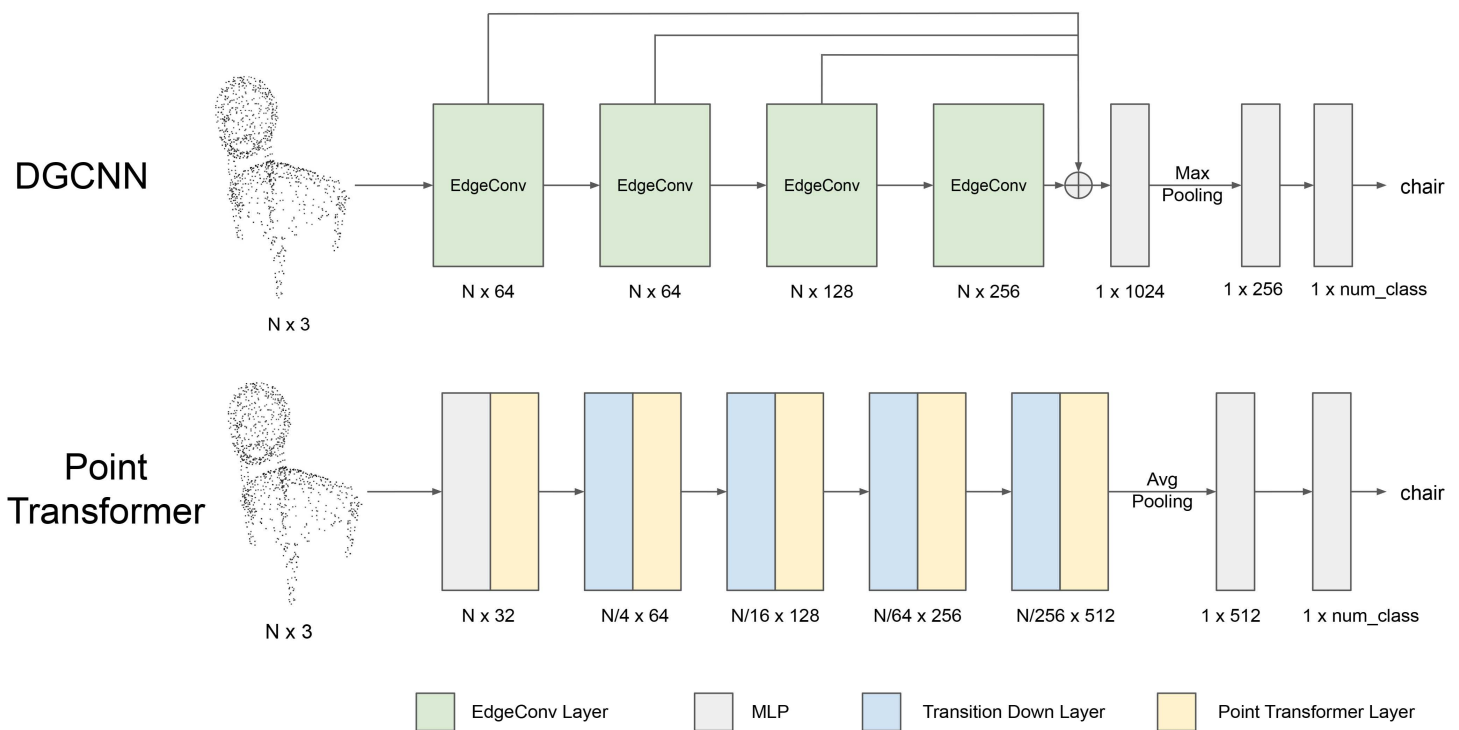 DGCNN
EdgeConv
EdgeConv
EdgeConv
EdgeConv
Max
Pooling
chair
N x 3
N x 64
N x 64
N x 128
N x 256
1 x 1024
1 x 256
1 x num_class
Point
Transformer
Avg
Pooling
chair
N x 3
N x 32
N/4 x 64
N/16 x 128
N/64 x 256
N/256 x 512
1 x 512
1 x num_class
EdgeConv Layer
MLP
Transition Down Layer
Point Transformer Layer